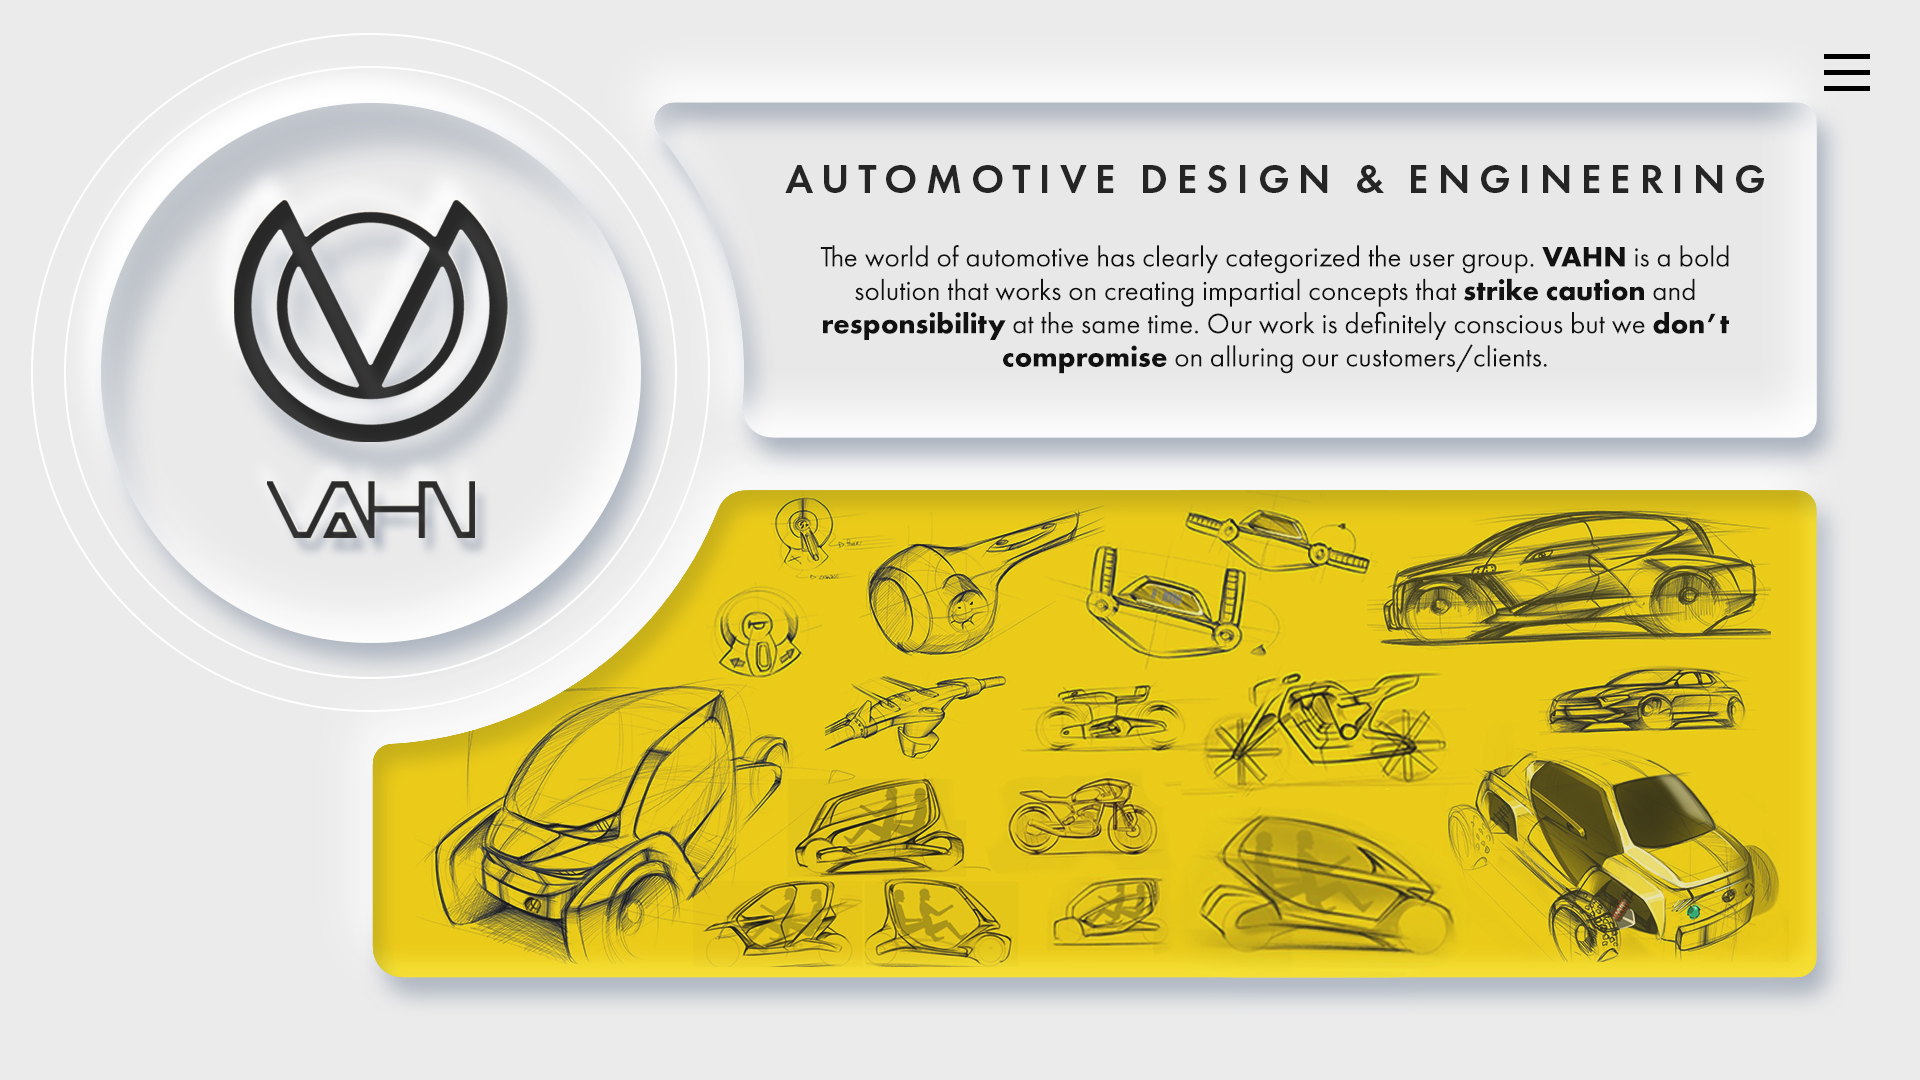 AUTOMOTIVE DESIGN & ENGINEERING
The world of automotive has clearly categorized the user group. VAHN is a bold
solution that works on creating impartial concepts that strike caution and
responsibility at the same time. Our work is definitely conscious but we don't
compromise on alluring our customers/clients.
VAHN